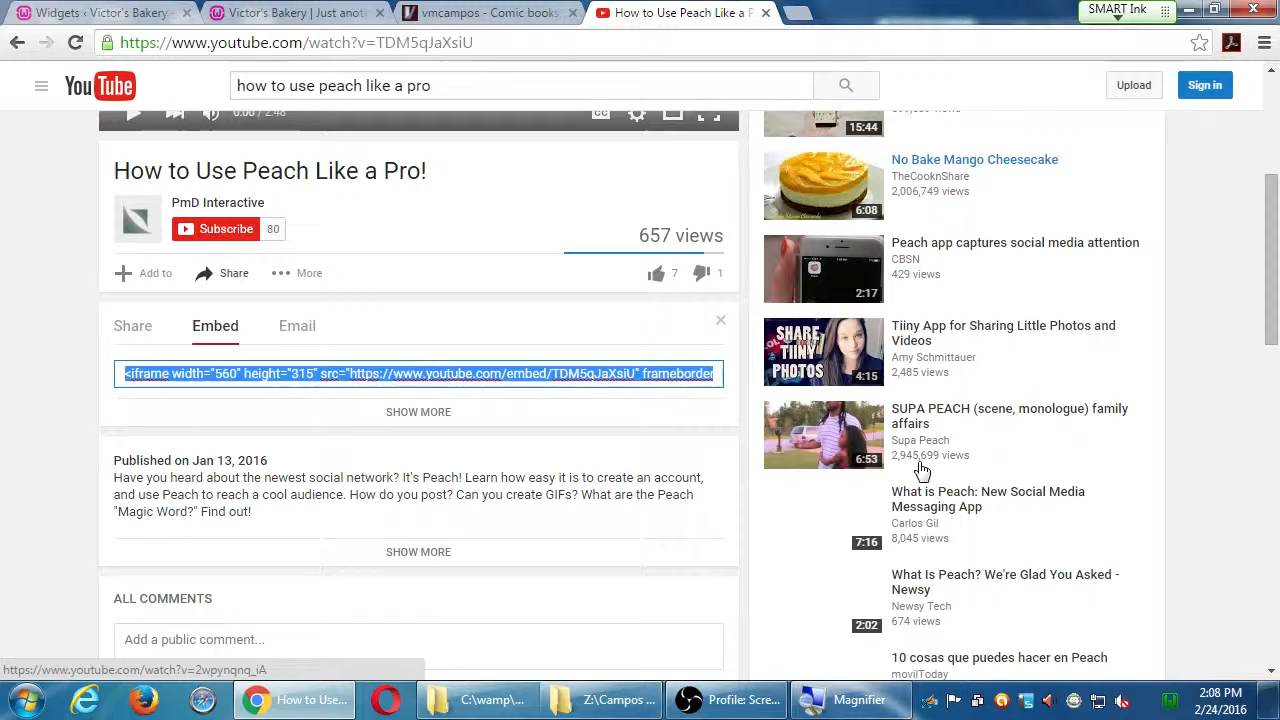 Widgets ‹ Victor's Bakery
Victor's Bakery | Just anoth
vmcampos - Comic book
How to Use Peach Like a P
SMART Ink
https://www.youtube.com/watch?v=TDM5qJaXsiU
YouTube
how to use peach like a pro
Upload
Sign in
0:00 / 2:48
CC
15:44
How to Use Peach Like a Pro!
PmD Interactive
Subscribe
80
657 views
Add to
Share
More
7
1
Share
Embed
Email
<iframe width="560" height="315" src="https://www.youtube.com/embed/TDM5qJaXsiU" frameborder
SHOW MORE
Published on Jan 13, 2016
Have you heard about the newest social network? It's Peach! Learn how easy it is to create an account,
and use Peach to reach a cool audience. How do you post? Can you create GIFs? What are the Peach
"Magic Word?" Find out!
SHOW MORE
ALL COMMENTS
Add a public comment...
No Bake Mango Cheesecake
TheCooknShare
2,006,749 views
6:08
Peach app captures social media attention
CBSN
429 views
2:17
SHARE
TIINY
PHOTOS
Tiiny App for Sharing Little Photos and
Videos
Amy Schmittauer
2,485 views
4:15
SUPA PEACH (scene, monologue) family
affairs
Supa Peach
2,945,699 views
6:53
What is Peach: New Social Media
Messaging App
Carlos Gil
8,045 views
7:16
What Is Peach? We're Glad You Asked -
Newsy
Newsy Tech
674 views
2:02
10 cosas que puedes hacer en Peach
movilToday
https://www.youtube.com/watch?v=2wpynqnq_iA
How to Use...
C:\wamp\...
Z:\Campos ...
Profile: Scre...
Magnifier
2:08 PM
2/24/2016